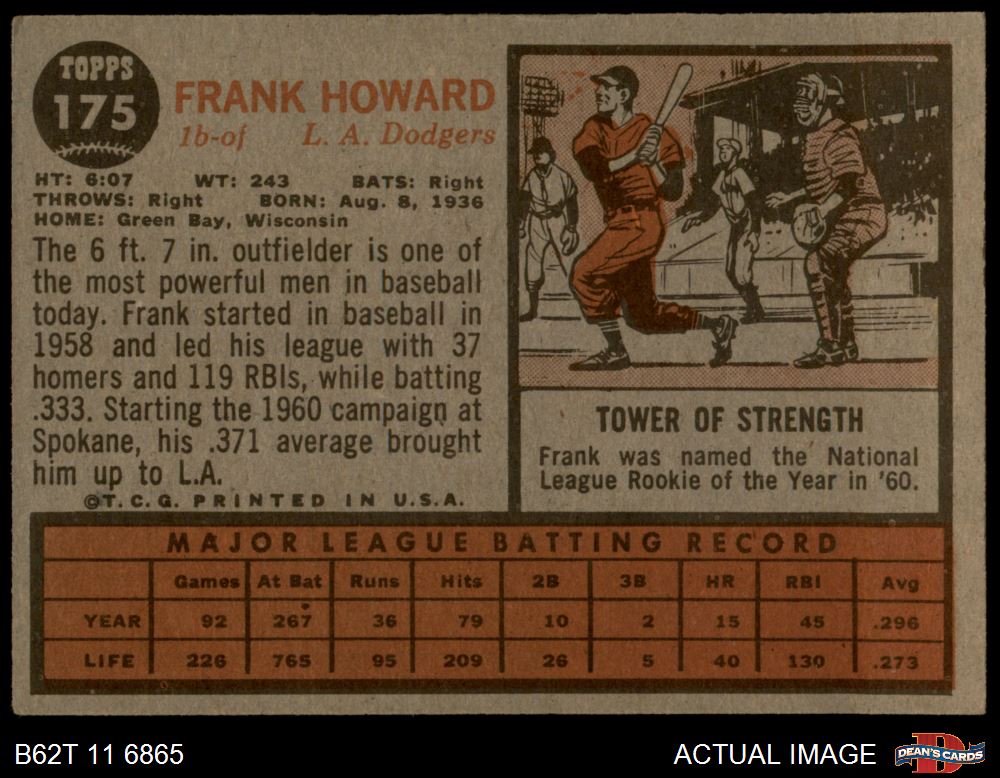 TOPPS
175
FRANK HOWARD
1b-of L. A. Dodgers
HT: 6:07 WT: 243 BATS: Right
THROWS: Right BORN: Aug. 8, 1936
HOME: Green Bay, Wisconsin
The 6 ft. 7 in. outfielder is one of
the most powerful men in baseball
today. Frank started in baseball in
1958 and led his league with 37
homers and 119 RBIs, while batting
.333. Starting the 1960 campaign at
Spokane, his .371 average brought
him up to L.A.
©T.C.G. PRINTED IN U.S.A.
TOWER OF STRENGTH
Frank was named the National
League Rookie of the Year in '60.
MAJOR LEAGUE BATTING RECORD
Games At Bat Runs Hits 2B 3B HR RBI Avg
YEAR 92 267 36 79 10 2 15 45 .296
LIFE 226 765 95 209 26 5 40 130 .273
B62T 11 6865
ACTUAL IMAGE
D
DEAN'S CARDS